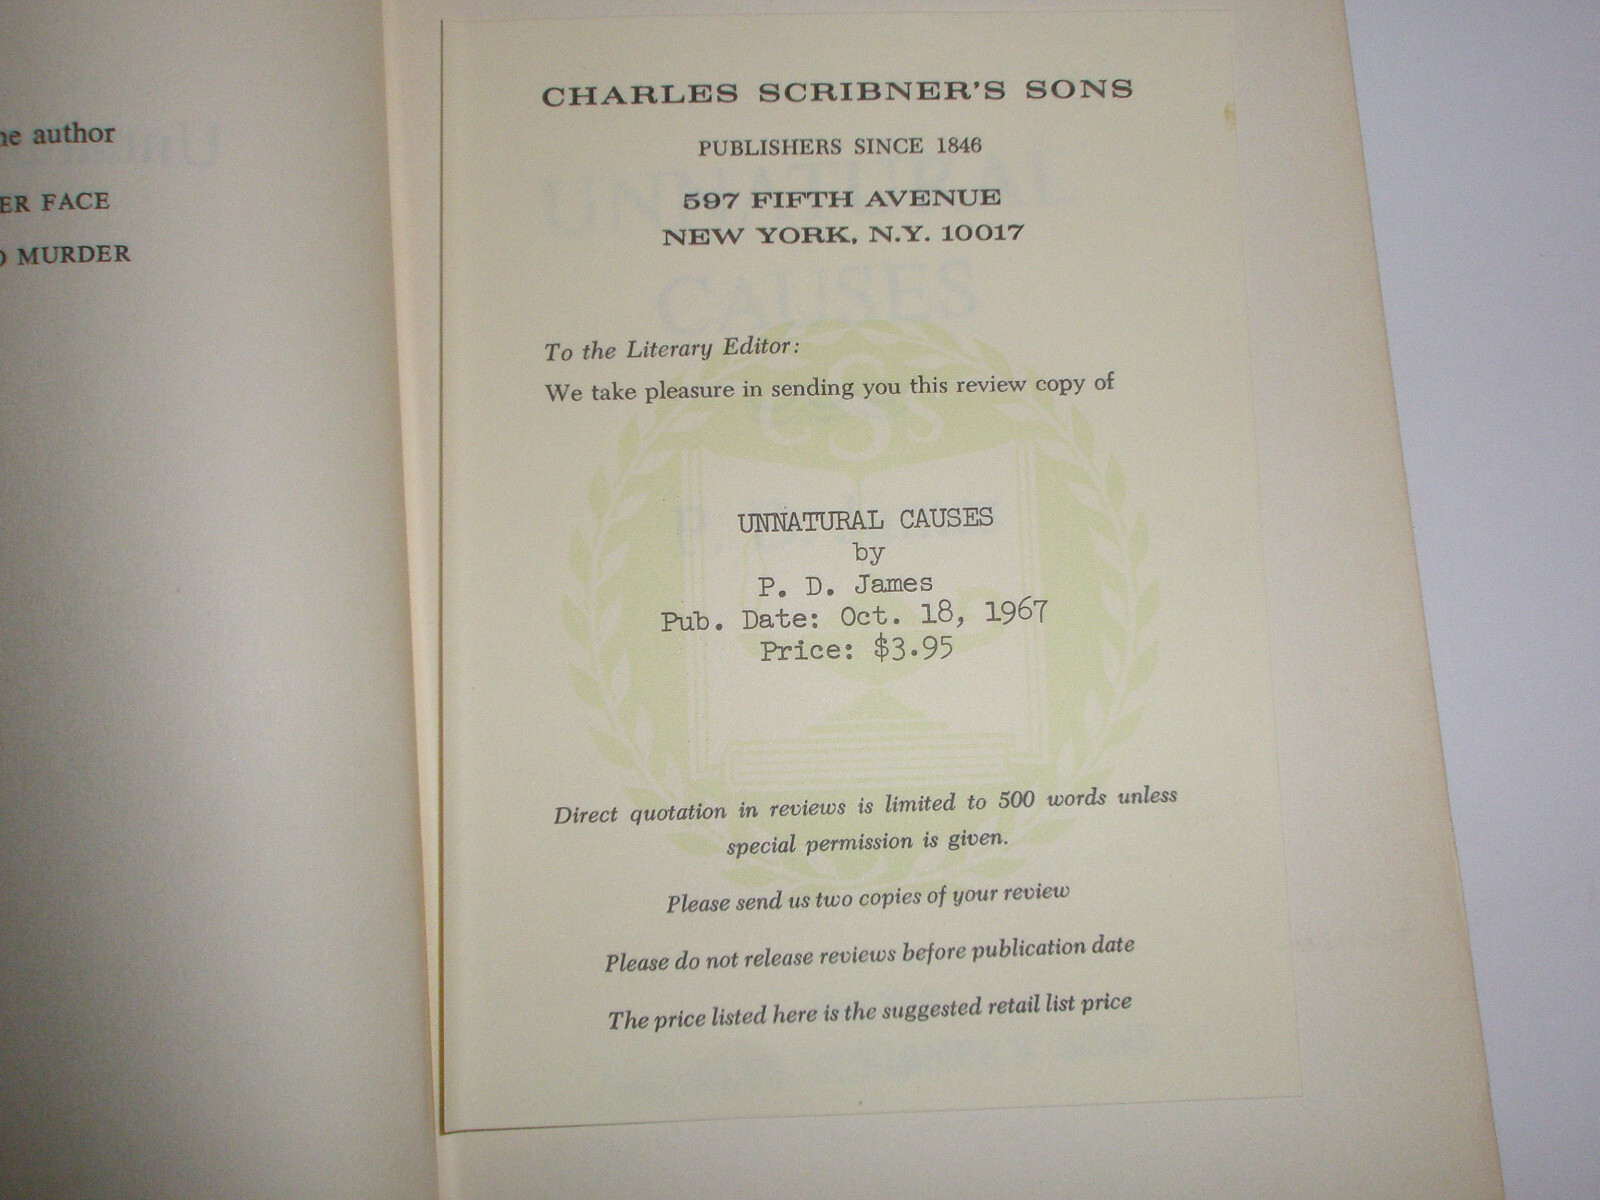 author
FACE
MURDER
CHARLES SCRIBNER'S SONS
PUBLISHERS SINCE 1846
597 FIFTH AVENUE
NEW YORK, N.Y. 10017
UNNATURAL
CAUSES
To the Literary Editor:
We take pleasure in sending you this review copy of
CSS
UNNATURAL CAUSES
by
P. D. James
Pub. Date: Oct. 18, 1967
Price: $3.95
Direct quotation in reviews is limited to 500 words unless
special permission is given.
Please send us two copies of your review
Please do not release reviews before publication date
The price listed here is the suggested retail list price